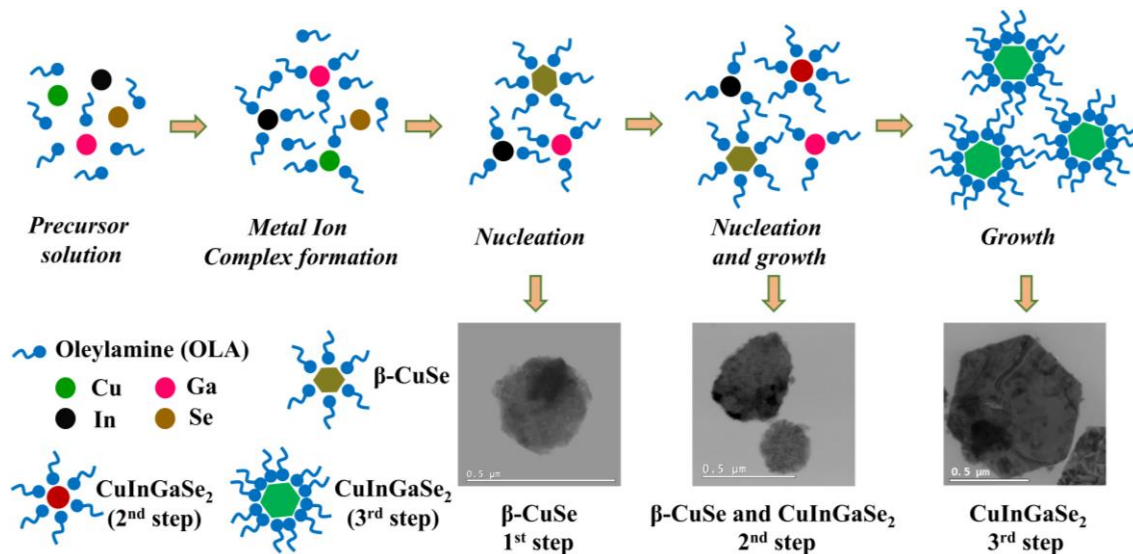 Precursor
solution
Metal Ion
Complex formation
Nucleation
Nucleation
and growth
Growth
Oleylamine (OLA)
Cu
Ga
In
Se
β-CuSe
CuInGaSe₂
(2ⁿᵈ step)
CuInGaSe₂
(3ʳᵈ step)
0.5 μm
β-CuSe
1ˢᵗ step
0.5 μm
β-CuSe and CuInGaSe₂
2ⁿᵈ step
0.5 μm
CuInGaSe₂
3ʳᵈ step